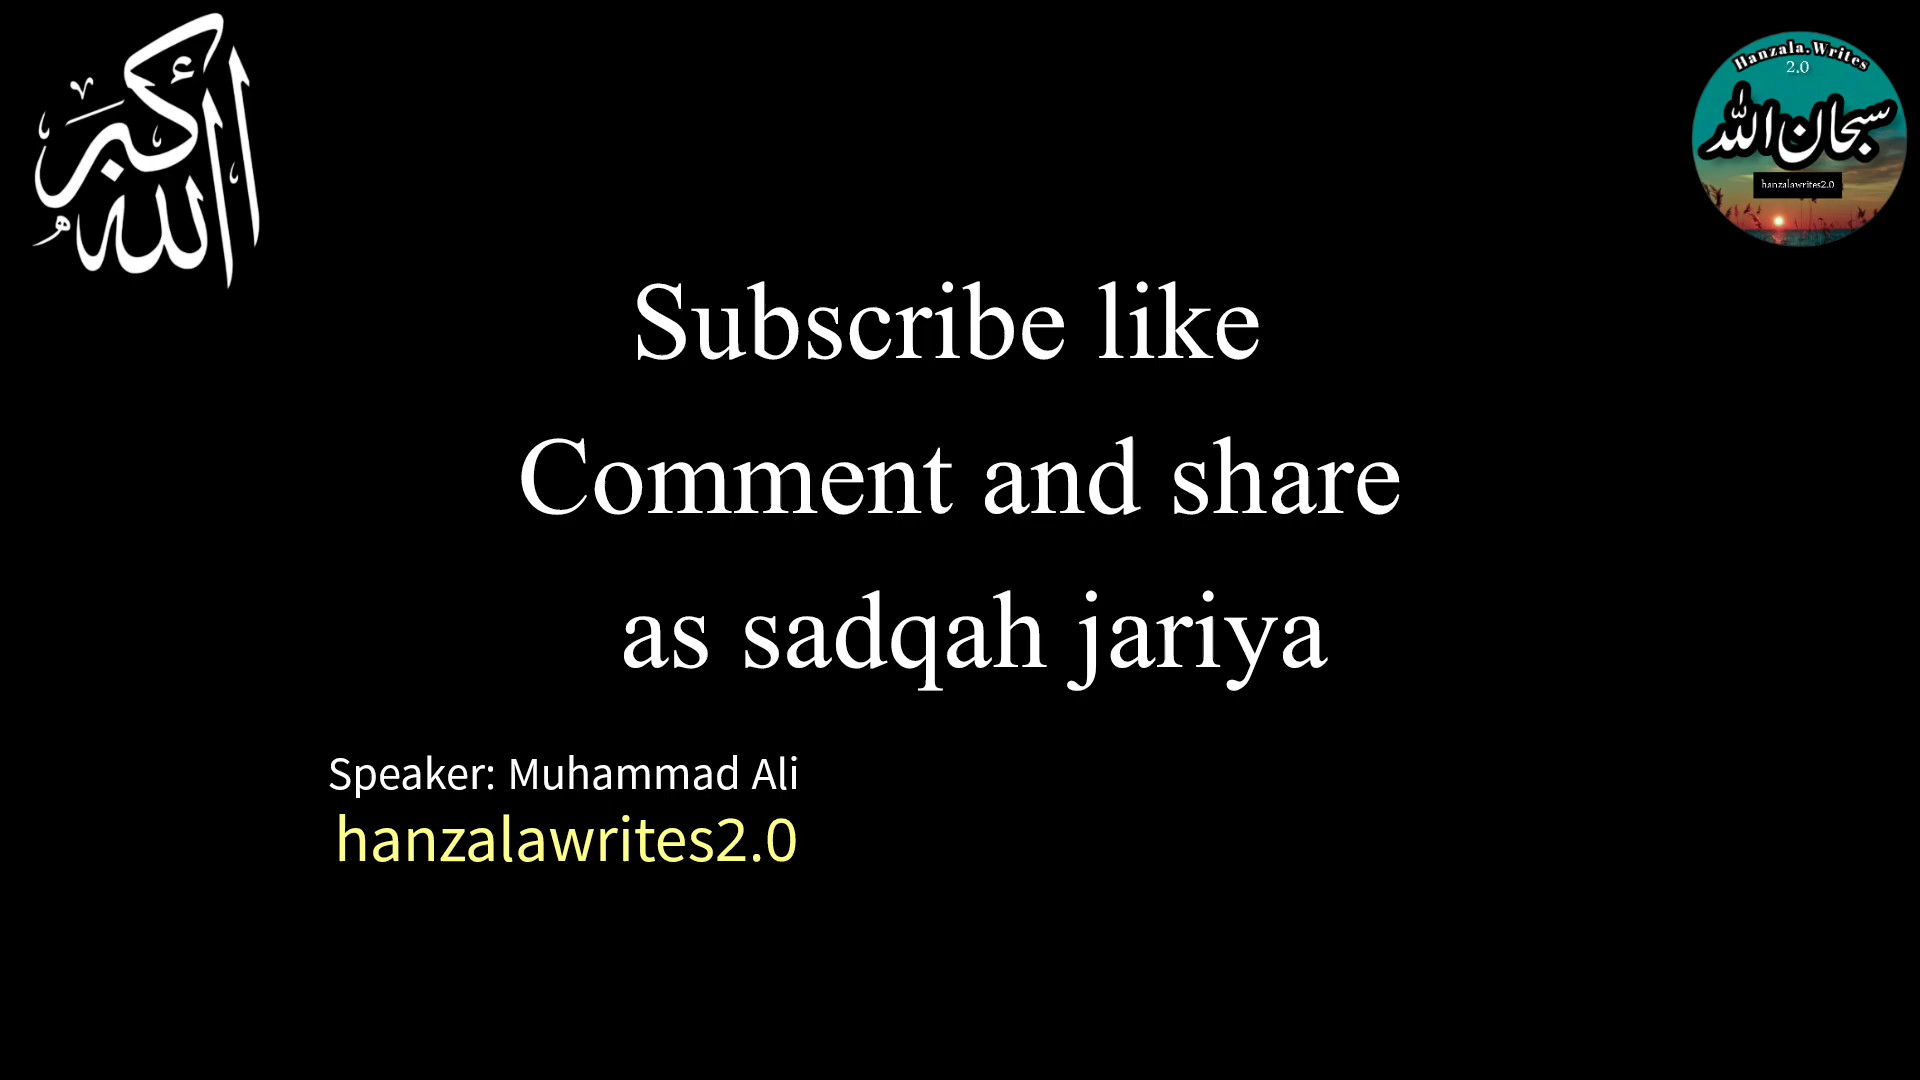 الله أكبر
Hanzala.Writes
2.0
سبحان الله
hanzalawrites2.0
Subscribe like
Comment and share
as sadqah jariya
Speaker: Muhammad Ali
hanzalawrites2.0